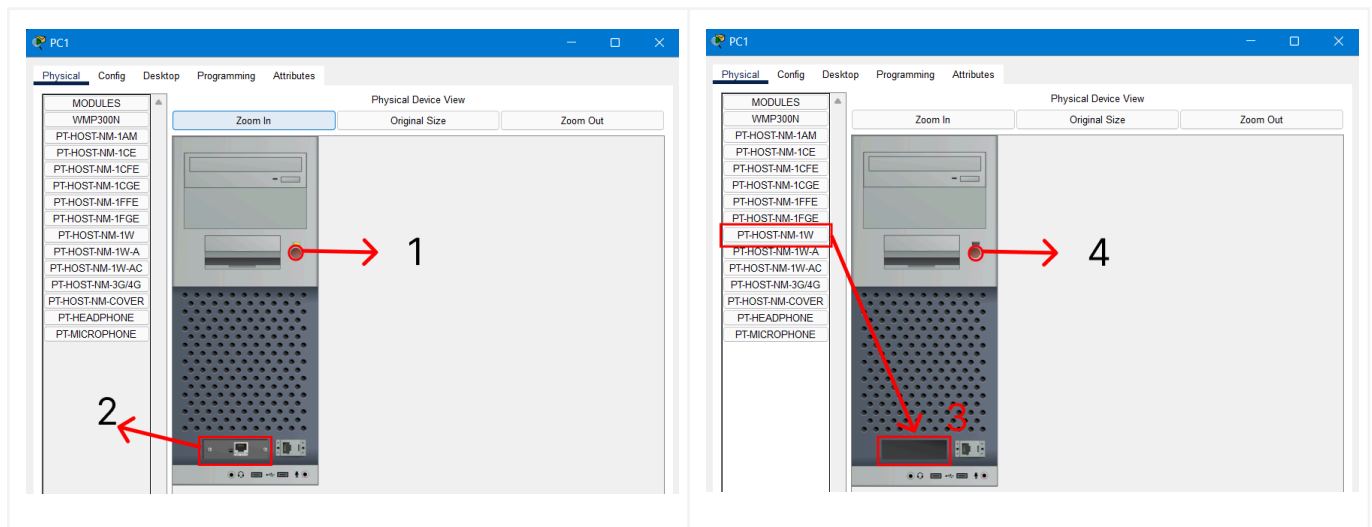 PC1
Physical Config Desktop Programming Attributes
MODULES
WMP300N
PT-HOST-NM-1AM
PT-HOST-NM-1CE
PT-HOST-NM-1CFE
PT-HOST-NM-1CGE
PT-HOST-NM-1FFE
PT-HOST-NM-1FGE
PT-HOST-NM-1W
PT-HOST-NM-1W-A
PT-HOST-NM-1W-AC
PT-HOST-NM-3G/4G
PT-HOST-NM-COVER
PT-HEADPHONE
PT-MICROPHONE
Physical Device View
Zoom In Original Size Zoom Out
1
2
PC1
Physical Config Desktop Programming Attributes
MODULES
WMP300N
PT-HOST-NM-1AM
PT-HOST-NM-1CE
PT-HOST-NM-1CFE
PT-HOST-NM-1CGE
PT-HOST-NM-1FFE
PT-HOST-NM-1FGE
PT-HOST-NM-1W
PT-HOST-NM-1W-A
PT-HOST-NM-1W-AC
PT-HOST-NM-3G/4G
PT-HOST-NM-COVER
PT-HEADPHONE
PT-MICROPHONE
Physical Device View
Zoom In Original Size Zoom Out
4
3